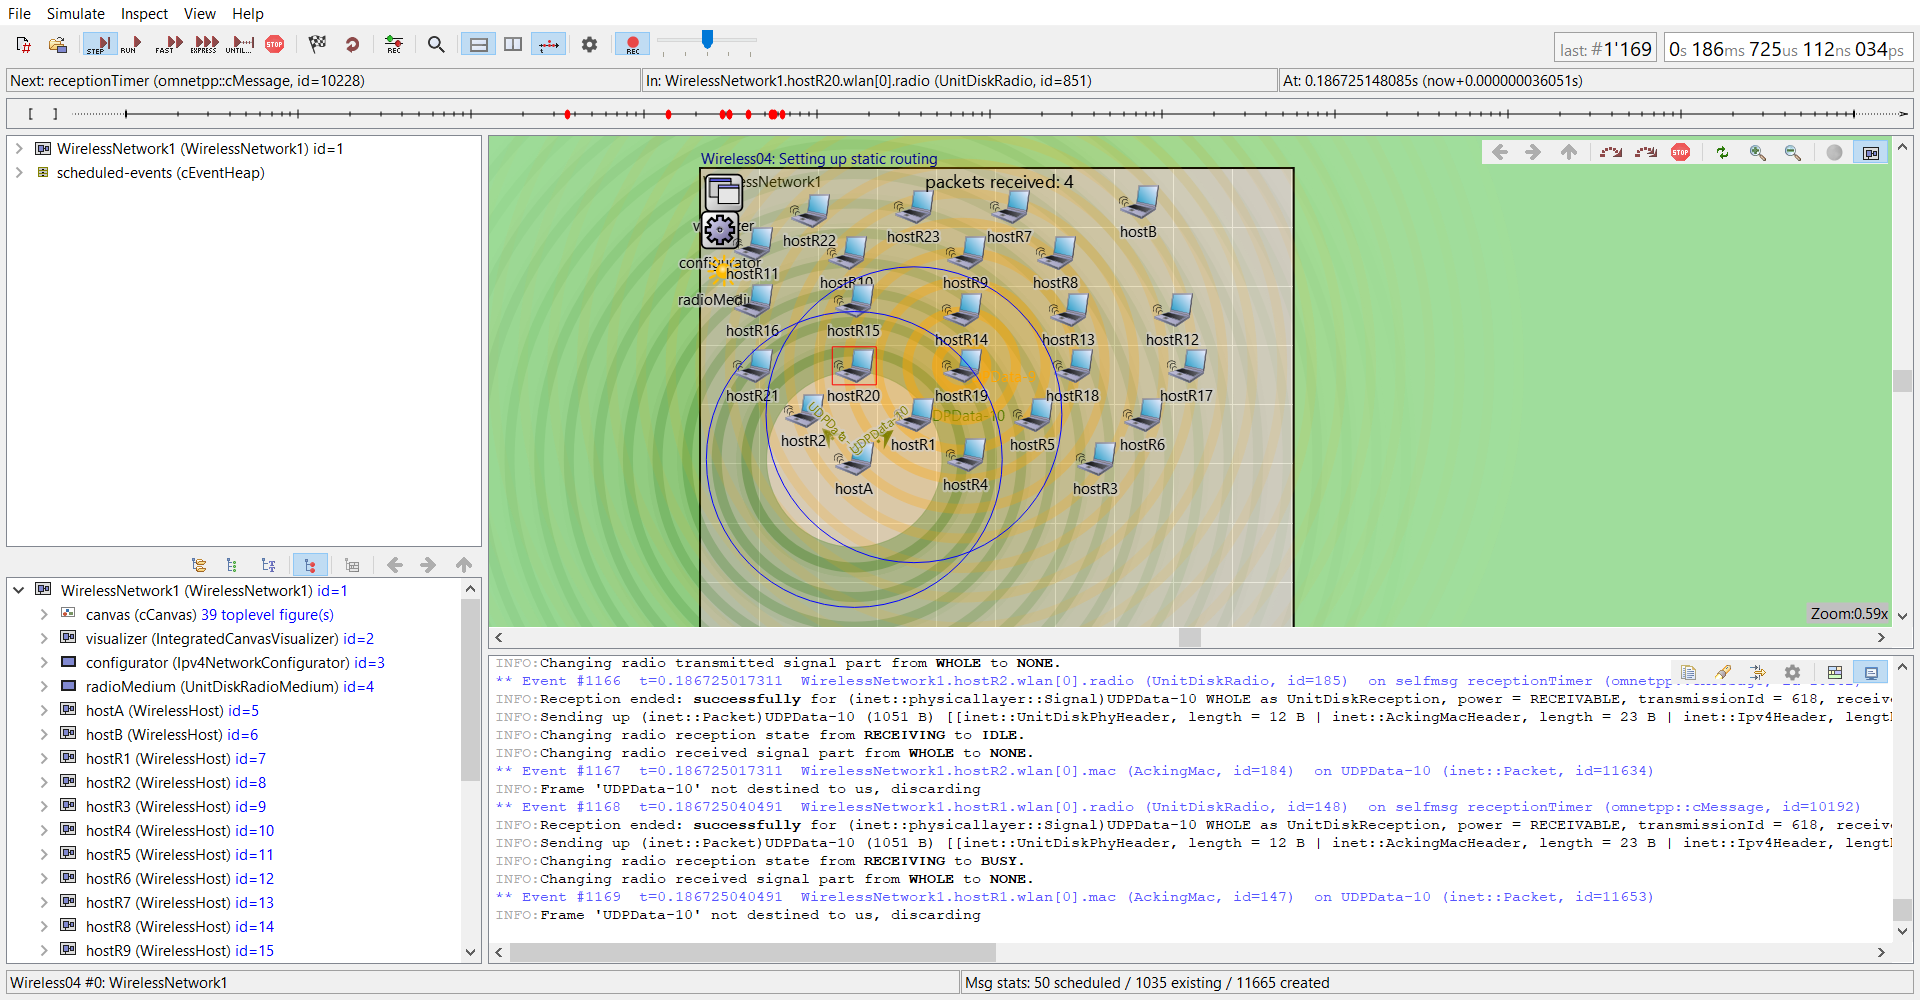 File Simulate Inspect View Help
STEP RUN FAST EXPRESS UNTIL... STOP REC REC
last: #1'169 0s 186ms 725us 112ns 034ps
Next: receptionTimer (omnetpp::cMessage, id=10228) In: WirelessNetwork1.hostR20.wlan[0].radio (UnitDiskRadio, id=851) At: 0.186725148085s (now+0.000000036051s)
[ ]
WirelessNetwork1 (WirelessNetwork1) id=1
scheduled-events (cEventHeap)
WirelessNetwork1 (WirelessNetwork1) id=1
canvas (cCanvas) 39 toplevel figure(s)
visualizer (IntegratedCanvasVisualizer) id=2
configurator (Ipv4NetworkConfigurator) id=3
radioMedium (UnitDiskRadioMedium) id=4
hostA (WirelessHost) id=5
hostB (WirelessHost) id=6
hostR1 (WirelessHost) id=7
hostR2 (WirelessHost) id=8
hostR3 (WirelessHost) id=9
hostR4 (WirelessHost) id=10
hostR5 (WirelessHost) id=11
hostR6 (WirelessHost) id=12
hostR7 (WirelessHost) id=13
hostR8 (WirelessHost) id=14
hostR9 (WirelessHost) id=15
Wireless04: Setting up static routing
STOP
packets received: 4
hostR22 hostR23 hostR7 hostB
configurator hostR11 hostR10 hostR9 hostR8
hostR16 hostR15 hostR14 hostR13 hostR12
hostR21 hostR20 hostR19 hostR18 hostR17
hostR2 UDPData-10 hostR1 hostR5 hostR6
hostA hostR4 hostR3
Zoom:0.59x
INFO:Changing radio transmitted signal part from WHOLE to NONE.
** Event #1166 t=0.186725017311 WirelessNetwork1.hostR2.wlan[0].radio (UnitDiskRadio, id=185) on selfmsg receptionTimer
INFO:Reception ended: successfully for (inet::physicallayer::Signal)UDPData-10 WHOLE as UnitDiskReception, power = RECEIVABLE, transmissionId = 618, receiv
INFO:Sending up (inet::Packet)UDPData-10 (1051 B) [[inet::UnitDiskPhyHeader, length = 12 B | inet::AckingMacHeader, length = 23 B | inet::Ipv4Header, lengt
INFO:Changing radio reception state from RECEIVING to IDLE.
INFO:Changing radio received signal part from WHOLE to NONE.
** Event #1167 t=0.186725017311 WirelessNetwork1.hostR2.wlan[0].mac (AckingMac, id=184) on UDPData-10 (inet::Packet, id=11634)
INFO:Frame 'UDPData-10' not destined to us, discarding
** Event #1168 t=0.186725040491 WirelessNetwork1.hostR1.wlan[0].radio (UnitDiskRadio, id=148) on selfmsg receptionTimer (omnetpp::cMessage, id=10192)
INFO:Reception ended: successfully for (inet::physicallayer::Signal)UDPData-10 WHOLE as UnitDiskReception, power = RECEIVABLE, transmissionId = 618, receiv
INFO:Sending up (inet::Packet)UDPData-10 (1051 B) [[inet::UnitDiskPhyHeader, length = 12 B | inet::AckingMacHeader, length = 23 B | inet::Ipv4Header, lengt
INFO:Changing radio reception state from RECEIVING to BUSY.
INFO:Changing radio received signal part from WHOLE to NONE.
** Event #1169 t=0.186725040491 WirelessNetwork1.hostR1.wlan[0].mac (AckingMac, id=147) on UDPData-10 (inet::Packet, id=11653)
INFO:Frame 'UDPData-10' not destined to us, discarding
Wireless04 #0: WirelessNetwork1 Msg stats: 50 scheduled / 1035 existing / 11665 created